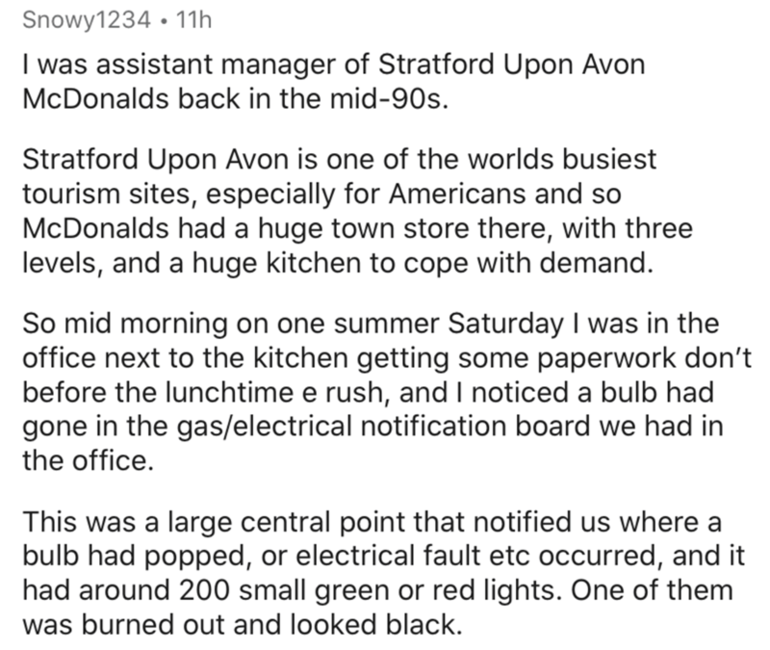 Snowy1234 • 11h
I was assistant manager of Stratford Upon Avon
McDonalds back in the mid-90s.
Stratford Upon Avon is one of the worlds busiest
tourism sites, especially for Americans and so
McDonalds had a huge town store there, with three
levels, and a huge kitchen to cope with demand.
So mid morning on one summer Saturday I was in the
office next to the kitchen getting some paperwork don’t
before the lunchtime e rush, and I noticed a bulb had
gone in the gas/electrical notification board we had in
the office.
This was a large central point that notified us where a
bulb had popped, or electrical fault etc occurred, and it
had around 200 small green or red lights. One of them
was burned out and looked black.